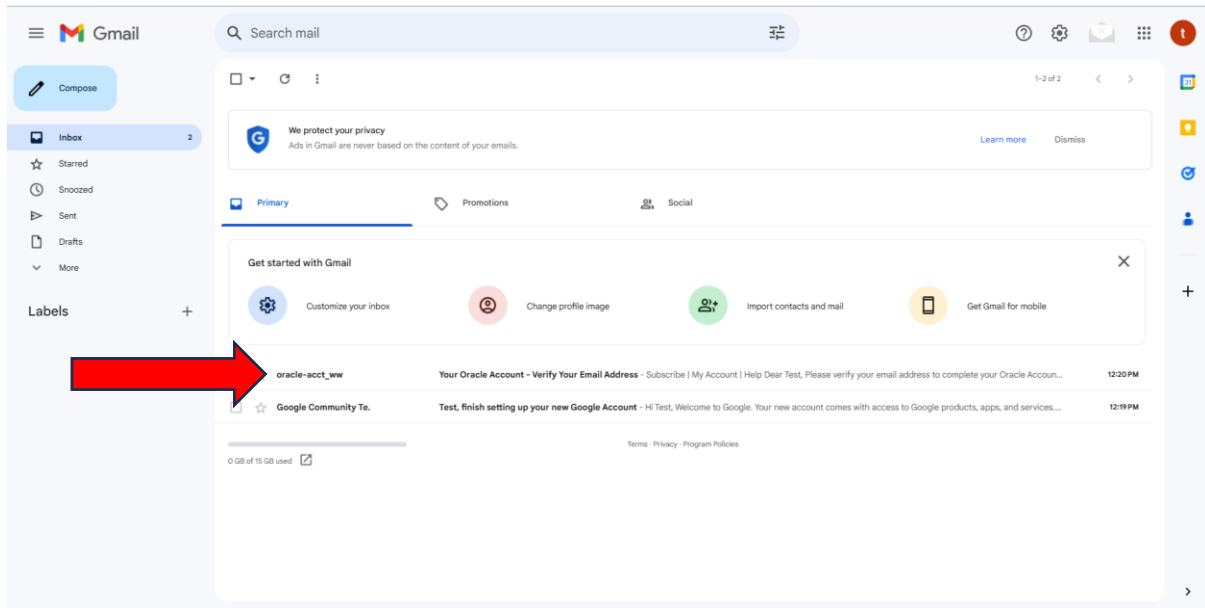 Gmail
Search mail
t
Compose
1–2 of 2
31
Inbox 2
Starred
Snoozed
Sent
Drafts
More
Labels
G
We protect your privacy
Ads in Gmail are never based on the content of your emails.
Learn more Dismiss
Primary Promotions Social
Get started with Gmail
Customize your inbox Change profile image Import contacts and mail Get Gmail for mobile
oracle-acct_ww Your Oracle Account - Verify Your Email Address - Subscribe | My Account | Help Dear Test, Please verify your email address to complete your Oracle Accoun... 12:20 PM
Google Community Te. Test, finish setting up your new Google Account - Hi Test, Welcome to Google. Your new account comes with access to Google products, apps, and services.... 12:19 PM
0 GB of 15 GB used
Terms · Privacy · Program Policies